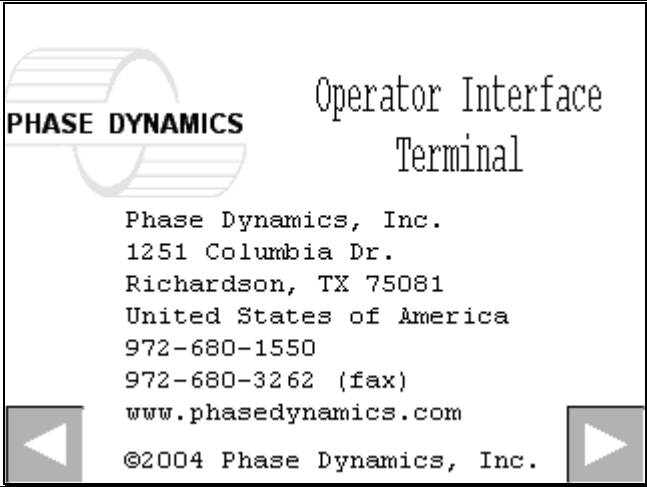 PHASE DYNAMICS
Operator Interface
Terminal
Phase Dynamics, Inc.
1251 Columbia Dr.
Richardson, TX 75081
United States of America
972-680-1550
972-680-3262 (fax)
www.phasedynamics.com
©2004 Phase Dynamics, Inc.